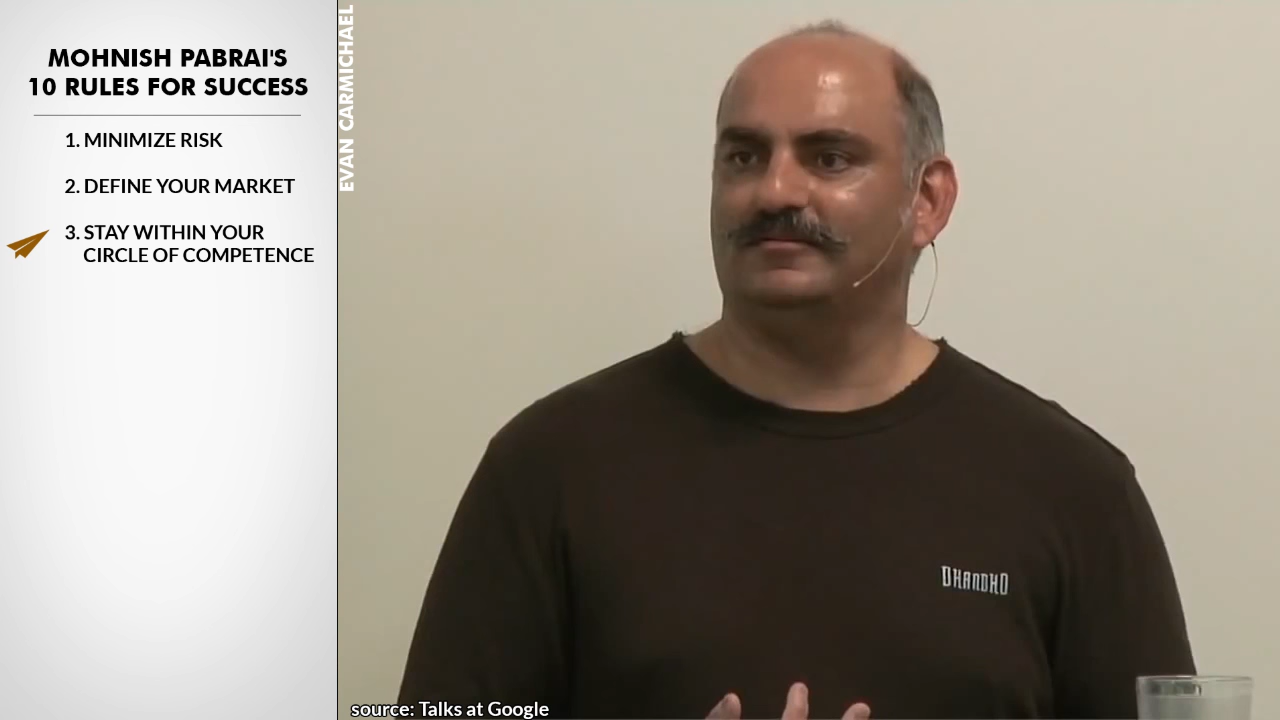 MOHNISH PABRAI'S
10 RULES FOR SUCCESS
1. MINIMIZE RISK
2. DEFINE YOUR MARKET
3. STAY WITHIN YOUR
CIRCLE OF COMPETENCE
EVAN CARMICHAEL
DHANDHO
source: Talks at Google